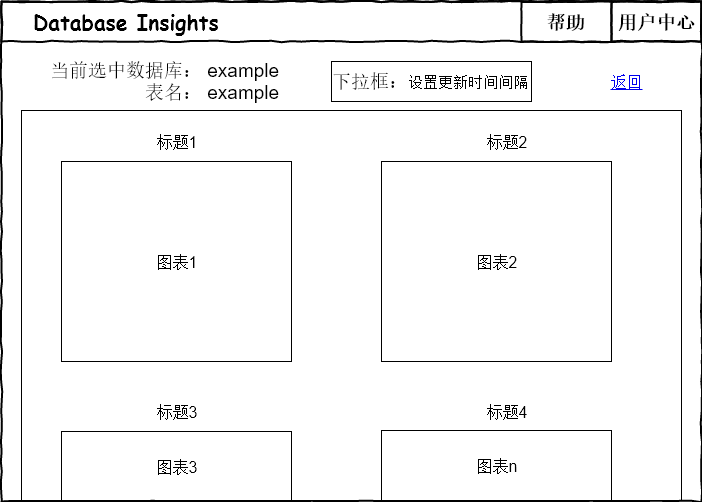 Database Insights
帮助
用户中心
当前选中数据库： example
表名： example
下拉框：设置更新时间间隔
返回
标题1
标题2
图表1
图表2
标题3
标题4
图表3
图表n